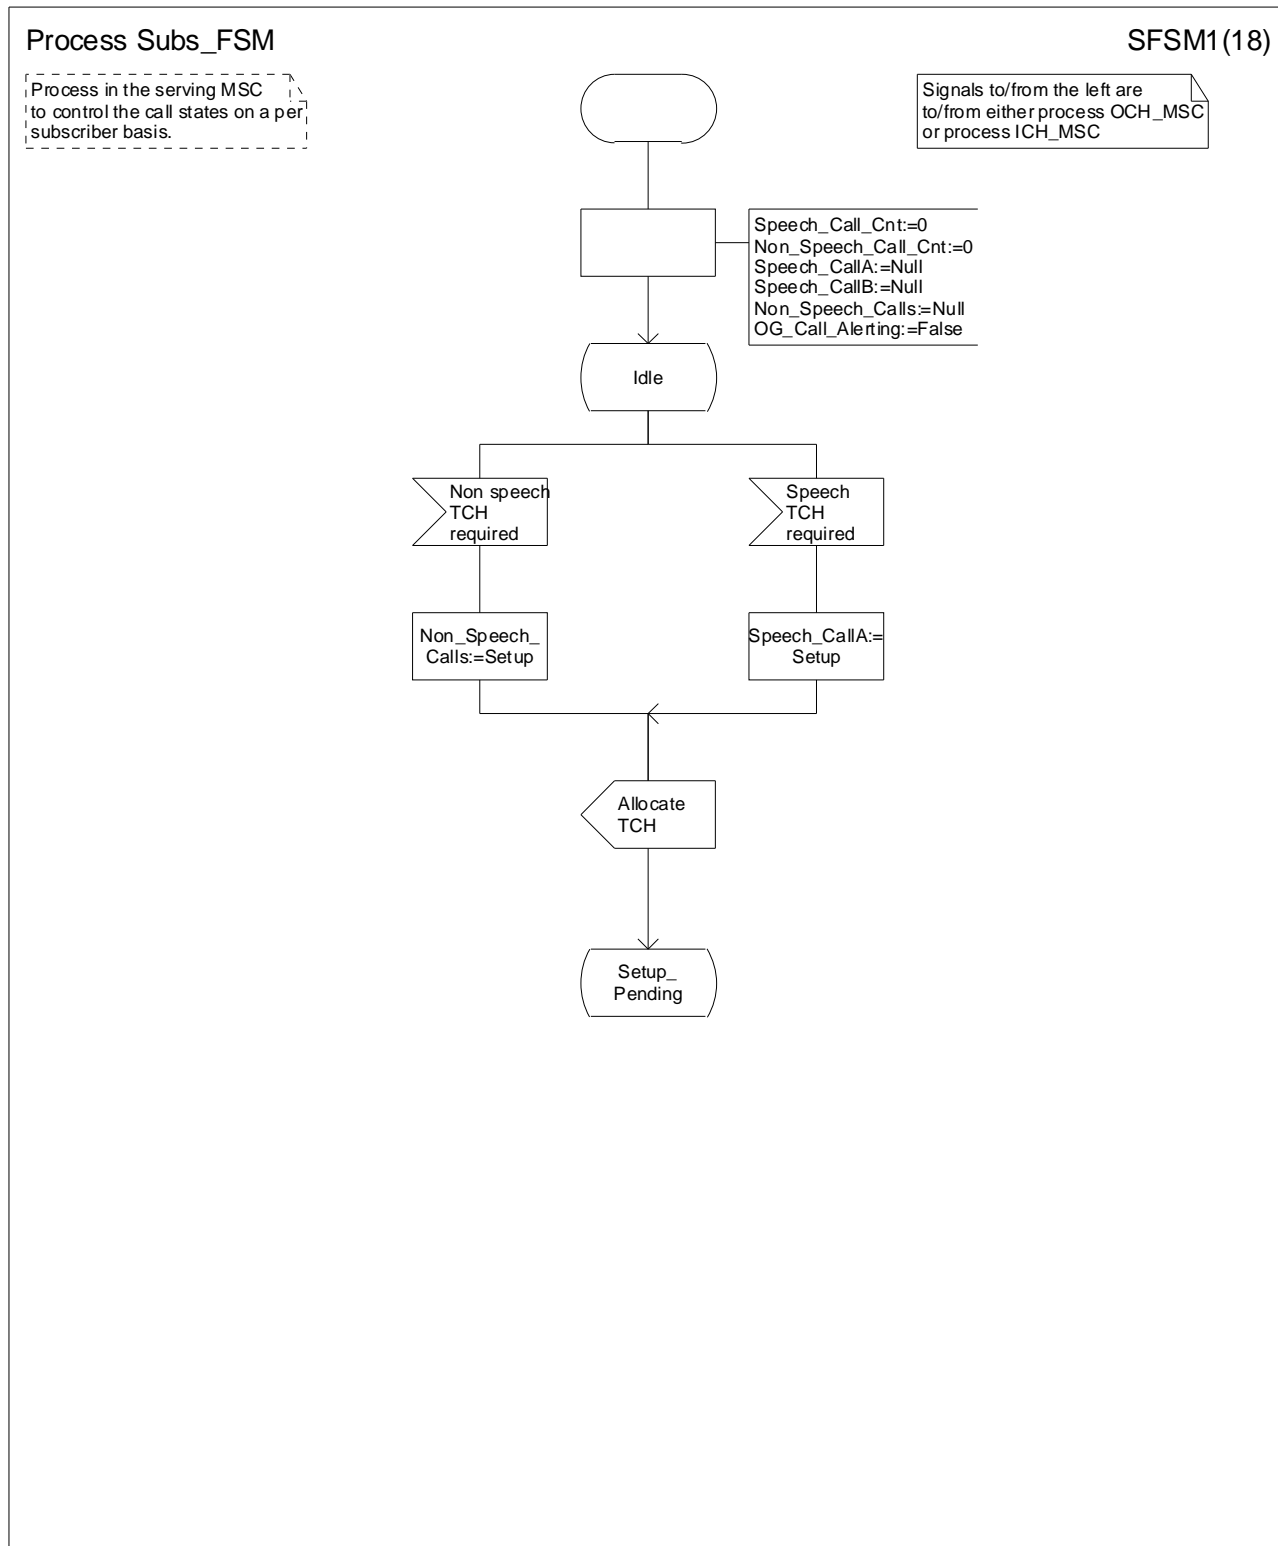 Process Subs_FSM
SFSM1(18)
Process in the serving MSC
to control the call states on a per
subscriber basis.
Signals to/from the left are
to/from either process OCH_MSC
or process ICH_MSC
Speech_Call_Cnt:=0
Non_Speech_Call_Cnt:=0
Speech_CallA:=Null
Speech_CallB:=Null
Non_Speech_Calls:=Null
OG_Call_Alerting:=False
Idle
Non speech
TCH
required
Speech
TCH
required
Non_Speech_
Calls:=Setup
Speech_CallA:=
Setup
Allocate
TCH
Setup_
Pending